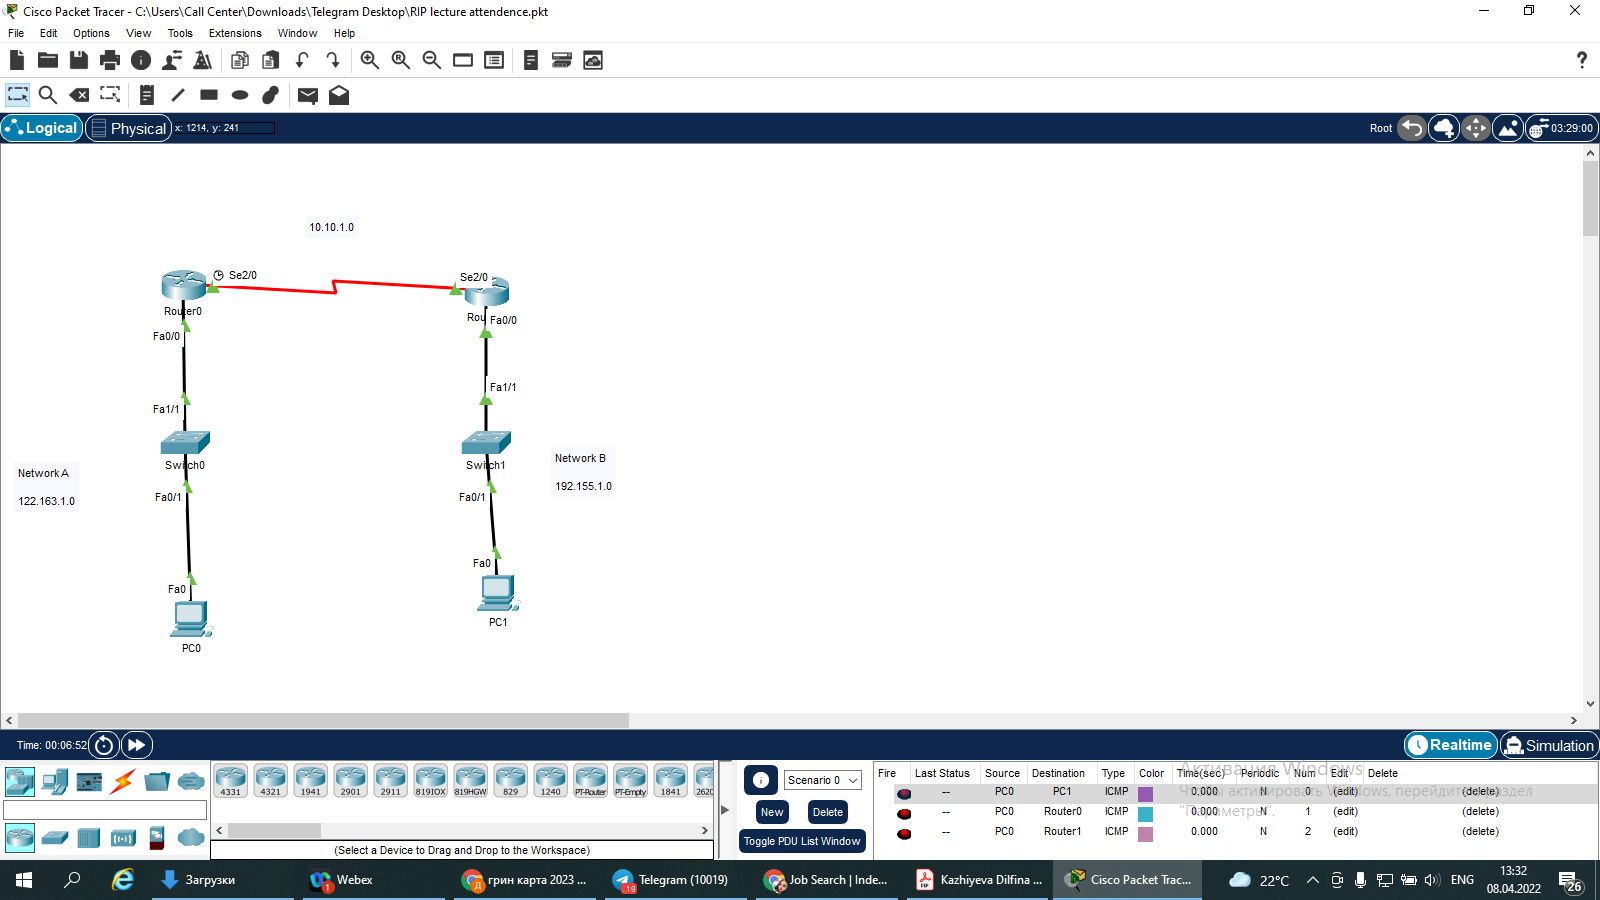 Cisco Packet Tracer - C:\Users\Call Center\Downloads\Telegram Desktop\RIP lecture attendence.pkt
File Edit Options View Tools Extensions Window Help
Logical Physical x: 1214, y: 241 Root 03:29:00
10.10.1.0
Se2/0 Se2/0
Router0 Rou Fa0/0
Fa0/0
Fa1/1
Fa1/1
Switch0 Switch1
Network B
Network A
192.155.1.0
122.163.1.0
Fa0/1 Fa0/1
Fa0
Fa0
PC1
PC0
Time: 00:06:52 Realtime Simulation
4331 4321 1941 2901 2911 819IOX 819HGW 829 1240 PT-Router PT-Empty 1841 2620
(Select a Device to Drag and Drop to the Workspace)
Scenario 0
New Delete
Toggle PDU List Window
Fire Last Status Source Destination Type Color Time(sec) Periodic Num Edit Delete
-- PC0 PC1 ICMP 0.000 N 0 (edit) (delete)
-- PC0 Router0 ICMP 0.000 N 1 (edit) (delete)
-- PC0 Router1 ICMP 0.000 N 2 (edit) (delete)
Активация Windows
Чтобы активировать Windows, перейдите в раздел
"Параметры".
Загрузки Webex грин карта 2023 ... Telegram (10019) Job Search | Inde... Kazhiyeva Dilfina ... Cisco Packet Trac... 22°C ENG 13:32
08.04.2022
1 Д ..19 26